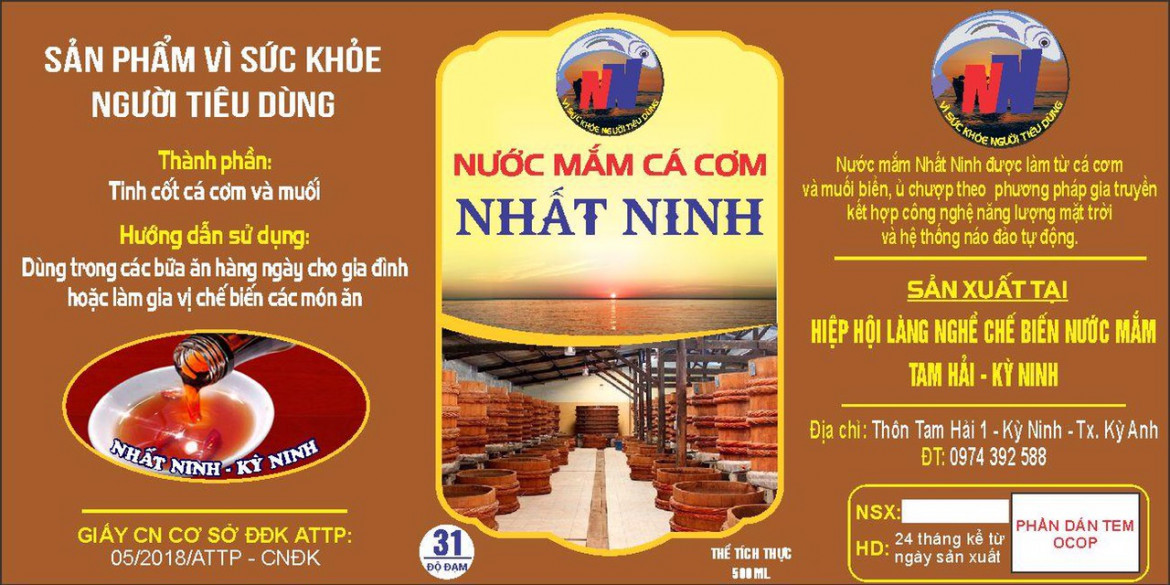 SẢN PHẨM VÌ SỨC KHỎE
NGƯỜI TIÊU DÙNG
Thành phần:
Tinh cốt cá cơm và muối
Hướng dẫn sử dụng:
Dùng trong các bữa ăn hàng ngày cho gia đình
hoặc làm gia vị chế biến các món ăn
NHẤT NINH - KỲ NINH
GIẤY CN CƠ SỞ ĐĐK ATTP:
05/2018/ATTP - CNĐK
NN
VÌ SỨC KHỎE NGƯỜI TIÊU DÙNG
NƯỚC MẮM CÁ CƠM
NHẤT NINH
31
ĐỘ ĐẠM
THỂ TÍCH THỰC
500 ML
NN
VÌ SỨC KHỎE NGƯỜI TIÊU DÙNG
Nước mắm Nhất Ninh được làm từ cá cơm
và muối biển, ủ chượp theo phương pháp gia truyền
kết hợp công nghệ năng lượng mặt trời
và hệ thống náo đảo tự động.
SẢN XUẤT TẠI
HIỆP HỘI LÀNG NGHỀ CHẾ BIẾN NƯỚC MẮM
TAM HẢI - KỲ NINH
Địa chỉ: Thôn Tam Hải 1 - Kỳ Ninh - Tx. Kỳ Anh
ĐT: 0974 392 588
NSX:
HD: 24 tháng kể từ
ngày sản xuất
PHẦN DÁN TEM
OCOP